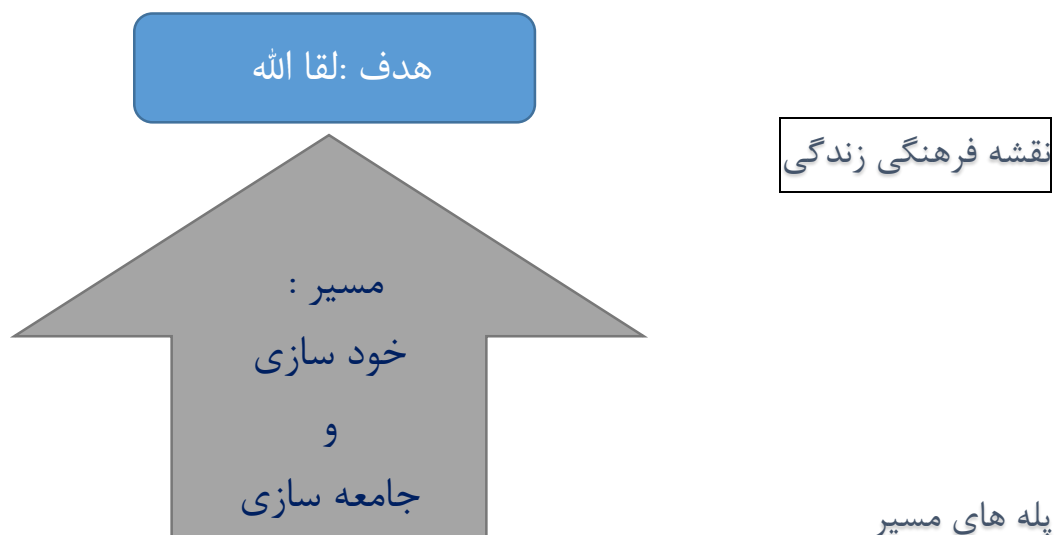 هدف :لقا الله
نقشه فرهنگی زندگی
مسیر :
خود سازی
و
جامعه سازی
پله های مسیر